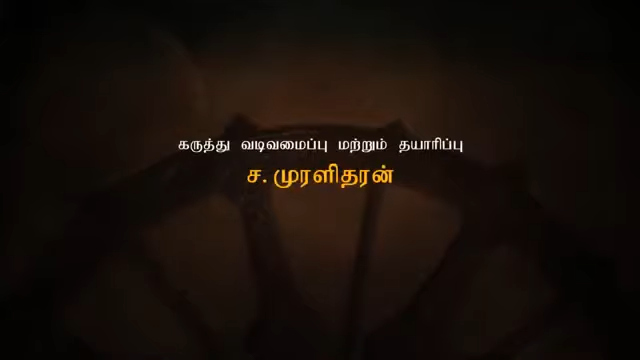 கருத்து வடிவமைப்பு மற்றும் தயாரிப்பு
ச. முரளிதரன்